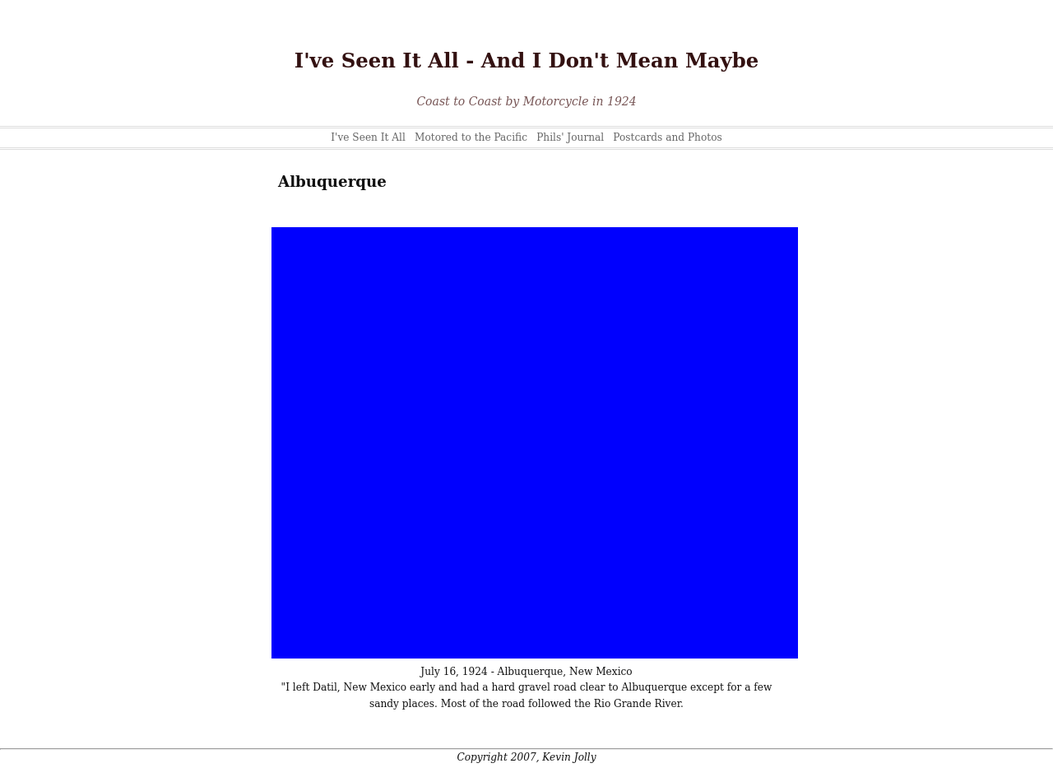 I've Seen It All - And I Don't Mean Maybe
Coast to Coast by Motorcycle in 1924
I've Seen It All Motored to the Pacific Phils' Journal Postcards and Photos
Albuquerque
July 16, 1924 - Albuquerque, New Mexico
"I left Datil, New Mexico early and had a hard gravel road clear to Albuquerque except for a few
sandy places. Most of the road followed the Rio Grande River.
Copyright 2007, Kevin Jolly